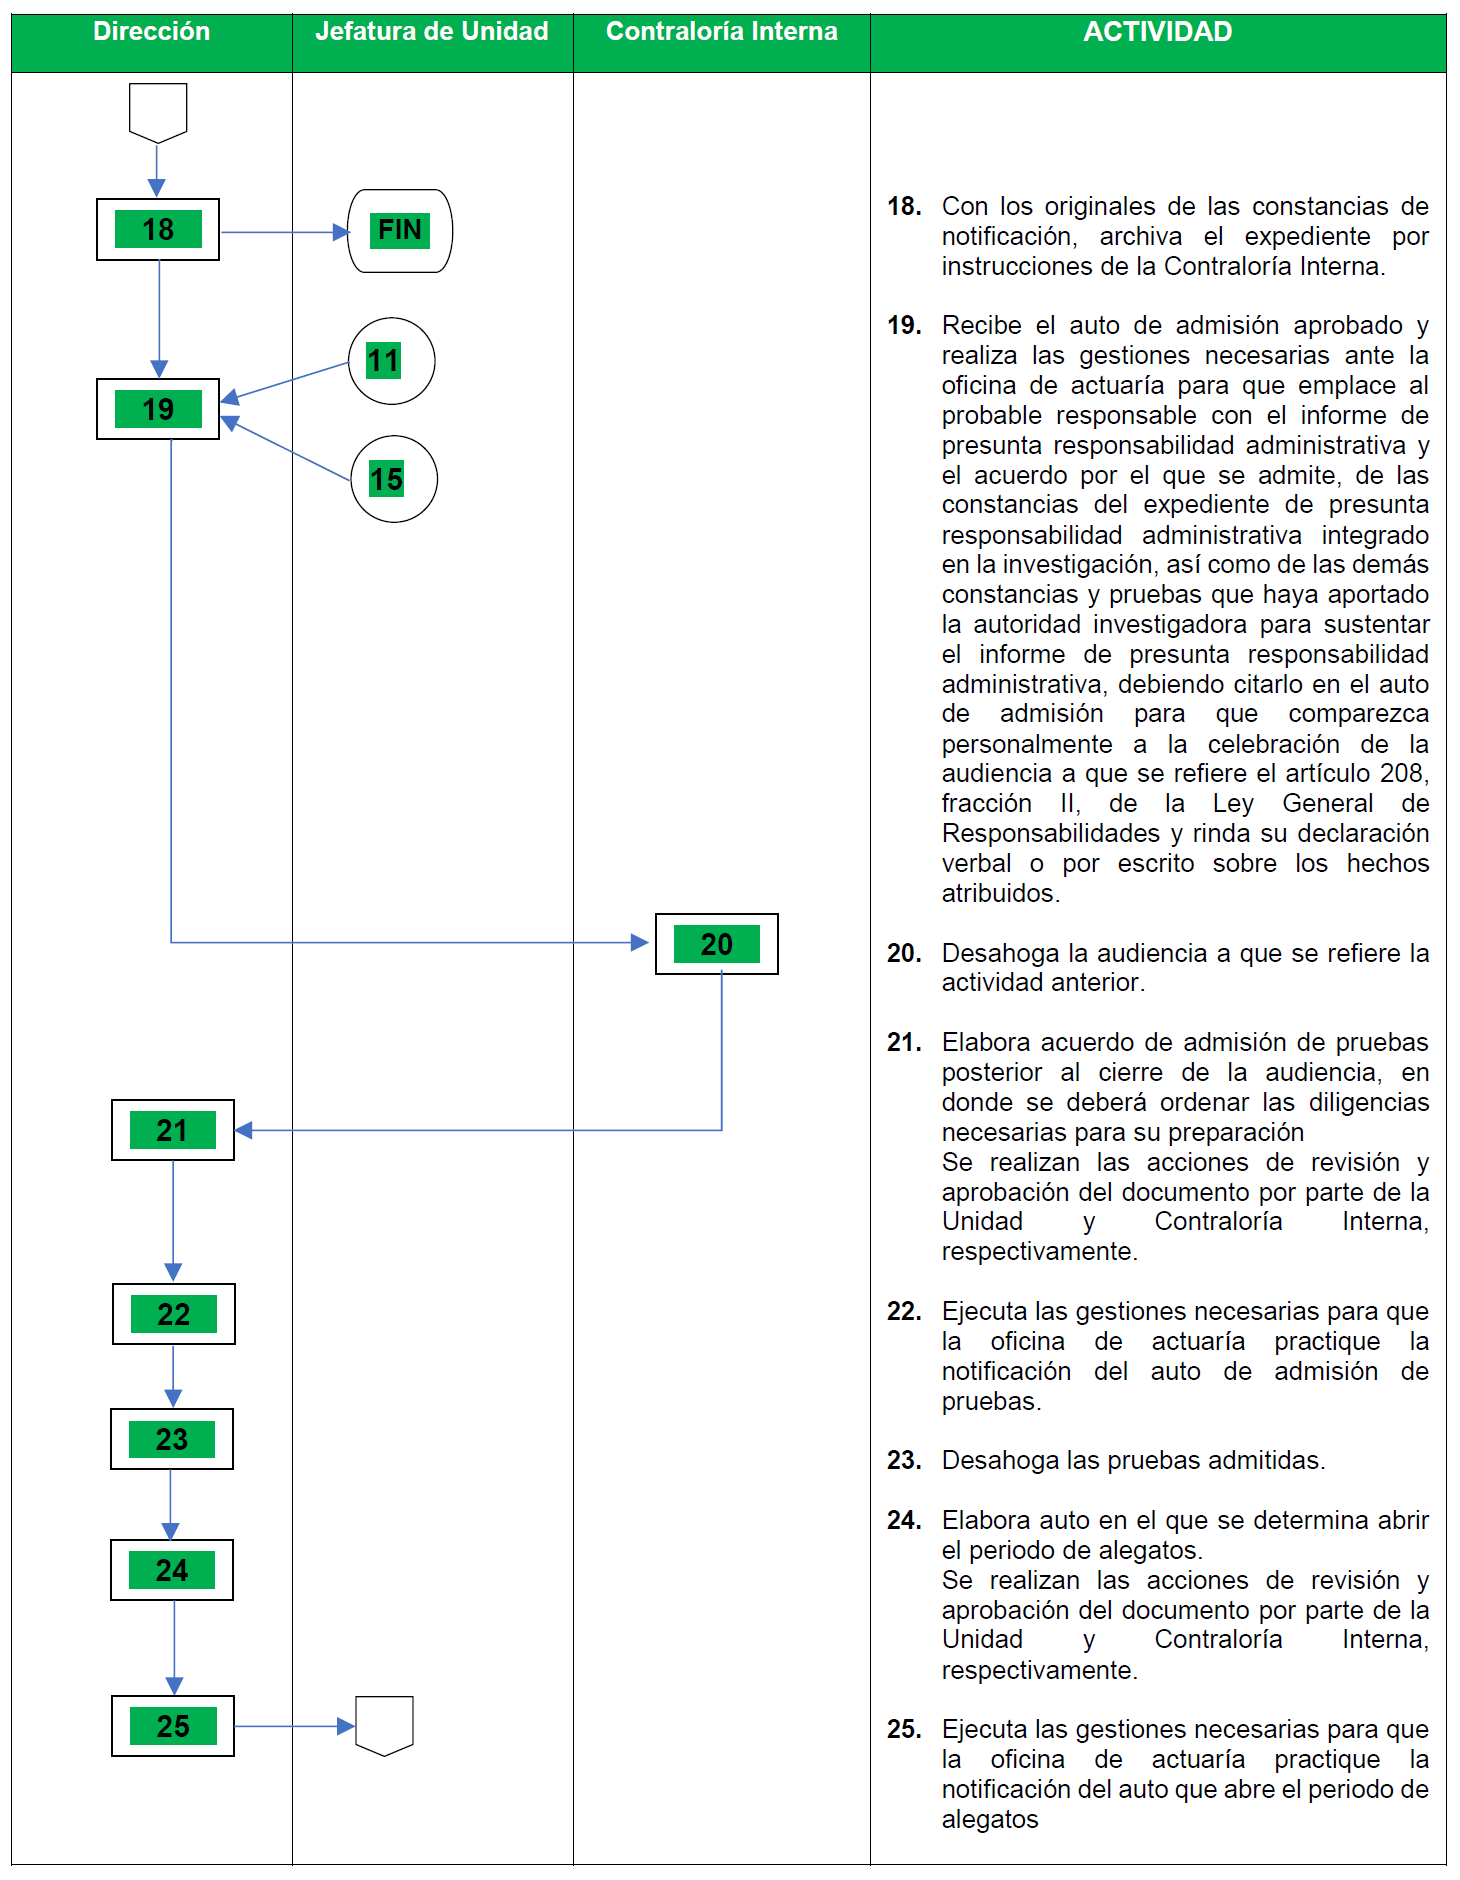 Dirección
Jefatura de Unidad
Contraloría Interna
ACTIVIDAD
18
FIN
11
19
15
20
21
22
23
24
25
18. Con los originales de las constancias de
notificación, archiva el expediente por
instrucciones de la Contraloría Interna.
19. Recibe el auto de admisión aprobado y
realiza las gestiones necesarias ante la
oficina de actuaría para que emplace al
probable responsable con el informe de
presunta responsabilidad administrativa y
el acuerdo por el que se admite, de las
constancias del expediente de presunta
responsabilidad administrativa integrado
en la investigación, así como de las demás
constancias y pruebas que haya aportado
la autoridad investigadora para sustentar
el informe de presunta responsabilidad
administrativa, debiendo citarlo en el auto
de admisión para que comparezca
personalmente a la celebración de la
audiencia a que se refiere el artículo 208,
fracción II, de la Ley General de
Responsabilidades y rinda su declaración
verbal o por escrito sobre los hechos
atribuidos.
20. Desahoga la audiencia a que se refiere la
actividad anterior.
21. Elabora acuerdo de admisión de pruebas
posterior al cierre de la audiencia, en
donde se deberá ordenar las diligencias
necesarias para su preparación
Se realizan las acciones de revisión y
aprobación del documento por parte de la
Unidad y Contraloría Interna,
respectivamente.
22. Ejecuta las gestiones necesarias para que
la oficina de actuaría practique la
notificación del auto de admisión de
pruebas.
23. Desahoga las pruebas admitidas.
24. Elabora auto en el que se determina abrir
el periodo de alegatos.
Se realizan las acciones de revisión y
aprobación del documento por parte de la
Unidad y Contraloría Interna,
respectivamente.
25. Ejecuta las gestiones necesarias para que
la oficina de actuaría practique la
notificación del auto que abre el periodo de
alegatos